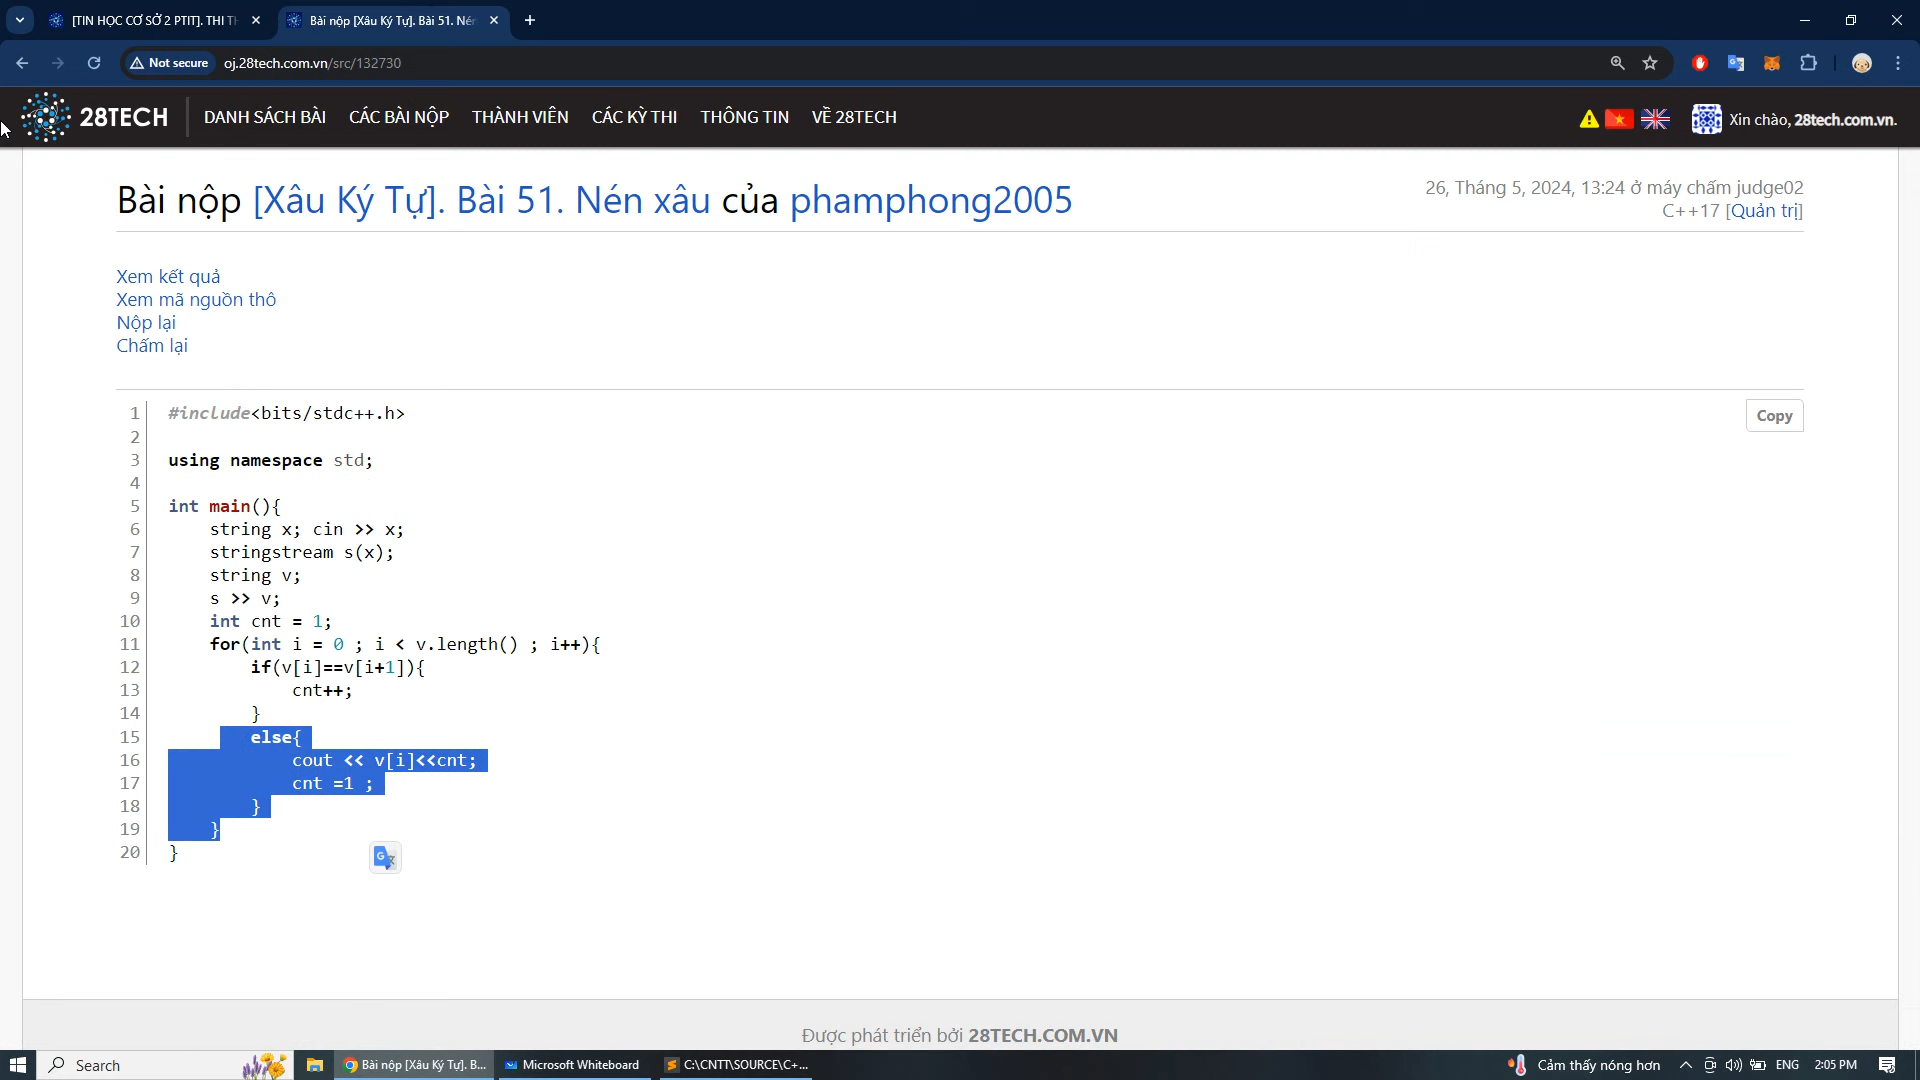 [TIN HỌC CƠ SỞ 2 PTIT]. THI TH
Bài nộp [Xâu Ký Tự]. Bài 51. Nén
Not secure
oj.28tech.com.vn/src/132730
28TECH
DANH SÁCH BÀI
CÁC BÀI NỘP
THÀNH VIÊN
CÁC KỲ THI
THÔNG TIN
VỀ 28TECH
Xin chào, 28tech.com.vn.
Bài nộp [Xâu Ký Tự]. Bài 51. Nén xâu của phamphong2005
26, Tháng 5, 2024, 13:24 ở máy chấm judge02
C++17 [Quản trị]
Xem kết quả
Xem mã nguồn thô
Nộp lại
Chấm lại
Copy
1 #include<bits/stdc++.h>
2
3 using namespace std;
4
5 int main(){
6     string x; cin >> x;
7     stringstream s(x);
8     string v;
9     s >> v;
10     int cnt = 1;
11     for(int i = 0 ; i < v.length() ; i++){
12         if(v[i]==v[i+1]){
13             cnt++;
14         }
15         else{
16             cout << v[i]<<cnt;
17             cnt =1 ;
18         }
19     }
20 }
Được phát triển bởi 28TECH.COM.VN
Search
Bài nộp [Xâu Ký Tự]. B...
Microsoft Whiteboard
C:\CNTT\SOURCE\C+...
Cảm thấy nóng hơn
ENG
2:05 PM